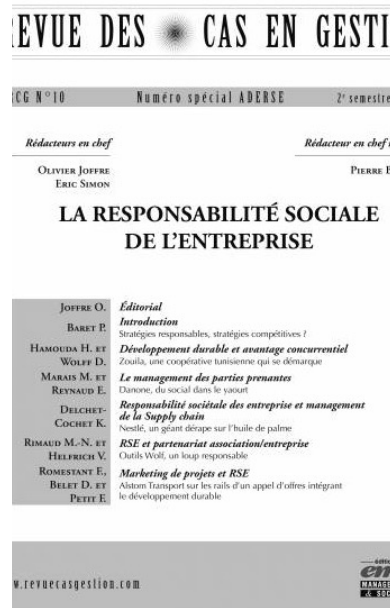 REVUE DES CAS EN GESTI
CG N°10 Numéro spécial ADERSE 2e semestre
Rédacteurs en chef Rédacteur en chef
OLIVIER JOFFRE PIERRE B
ERIC SIMON
LA RESPONSABILITÉ SOCIALE
DE L'ENTREPRISE
JOFFRE O. Éditorial
BARET P. Introduction
Stratégies responsables, stratégies compétitives ?
HAMOUDA H. ET Développement durable et avantage concurrentiel
WOLFF D. Zouila, une coopérative tunisienne qui se démarque
MARAIS M. ET Le management des parties prenantes
REYNAUD E. Danone, du social dans le yaourt
DELCHET-COCHET K. Responsabilité sociétale des entreprise et management
de la Supply chain
Nestlé, un géant dérape sur l'huile de palme
RIMAUD M.-N. ET RSE et partenariat association/entreprise
HELFRICH V. Outils Wolf, un loup responsable
ROMESTANT F., Marketing de projets et RSE
BELET D. ET Alstom Transport sur les rails d'un appel d'offres intégrant
PETIT F. le développement durable
w.revuecasgestion.com
éditions
ems
MANAGE
& SO